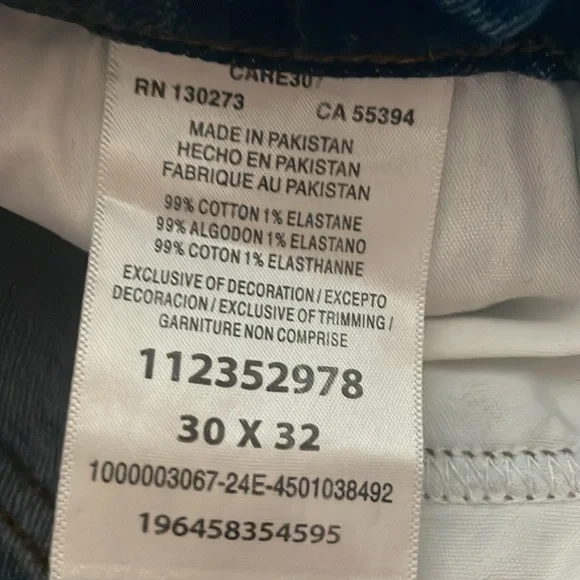 CARE307
RN 130273 CA 55394
MADE IN PAKISTAN
HECHO EN PAKISTAN
FABRIQUE AU PAKISTAN
99% COTTON 1% ELASTANE
99% ALGODON 1% ELASTANO
99% COTON 1% ELASTHANNE
EXCLUSIVE OF DECORATION / EXCEPTO
DECORACION / EXCLUSIVE OF TRIMMING /
GARNITURE NON COMPRISE
112352978
30 X 32
1000003067-24E-4501038492
196458354595